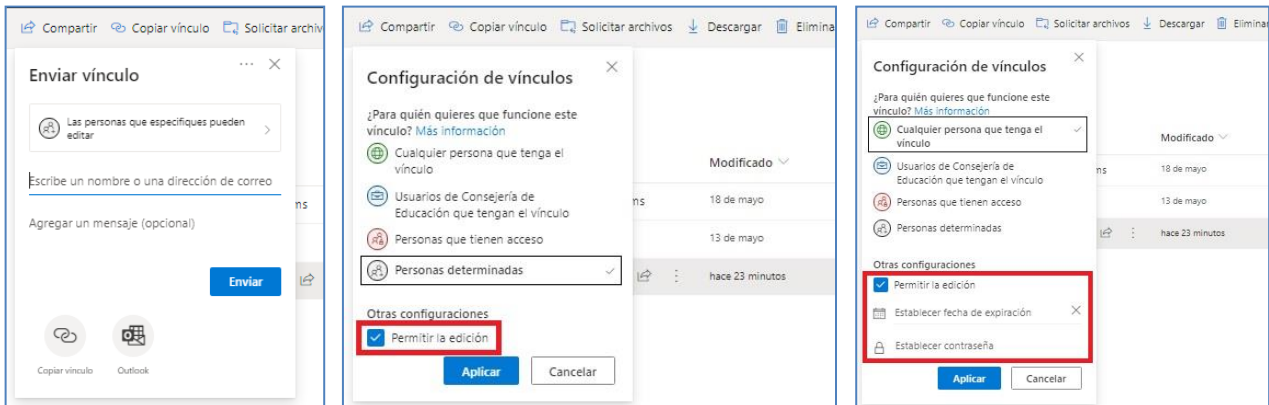 Compartir Copiar vínculo Solicitar archiv
Enviar vínculo
Las personas que especifiques pueden
editar
Escribe un nombre o una dirección de correo
Agregar un mensaje (opcional)
Enviar
Copiar vínculo Outlook
ns
Compartir Copiar vínculo Solicitar archivos Descargar Elimina
Configuración de vínculos
¿Para quién quieres que funcione este
vínculo? Más información
Cualquier persona que tenga el
vínculo
Usuarios de Consejería de
Educación que tengan el vínculo
Personas que tienen acceso
Personas determinadas
Otras configuraciones
Permitir la edición
Aplicar Cancelar
Modificado
ns 18 de mayo
13 de mayo
hace 23 minutos
Compartir Copiar vínculo Solicitar archivos Descargar Eliminar
Configuración de vínculos
¿Para quién quieres que funcione este
vínculo? Más información
Cualquier persona que tenga el
vínculo
Usuarios de Consejería de
Educación que tengan el vínculo
Personas que tienen acceso
Personas determinadas
Otras configuraciones
Permitir la edición
Establecer fecha de expiración
Establecer contraseña
Aplicar Cancelar
Modificado
ns 18 de mayo
13 de mayo
hace 23 minutos